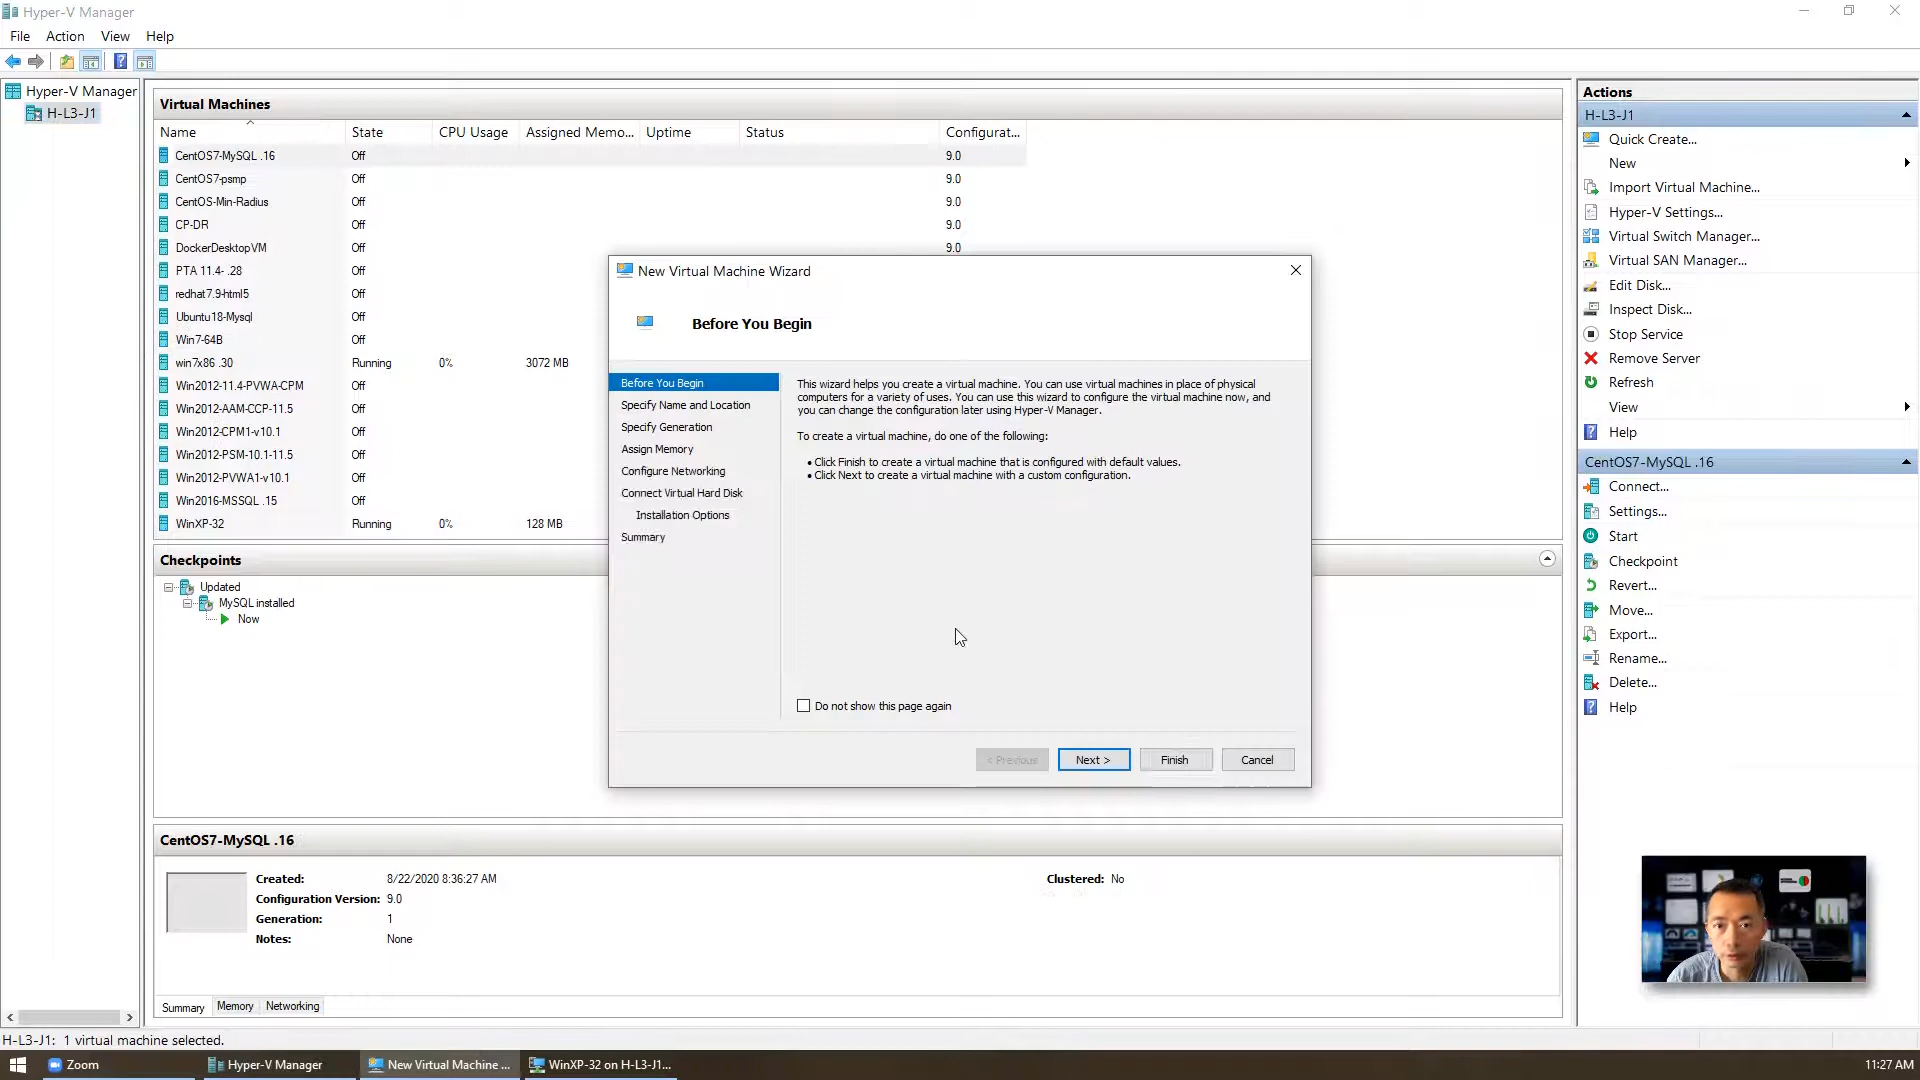 Hyper-V Manager
File Action View Help
Hyper-V Manager
H-L3-J1
Virtual Machines
Name State CPU Usage Assigned Memo... Uptime Status Configurat...
CentOS7-MySQL .16 Off 9.0
CentOS7-psmp Off 9.0
CentOS-Min-Radius Off 9.0
CP-DR Off 9.0
DockerDesktopVM Off 9.0
PTA 11.4- .28 Off
redhat7.9-html5 Off
Ubuntu18-Mysql Off
Win7-64B Off
win7x86 .30 Running 0% 3072 MB
Win2012-11.4-PVWA-CPM Off
Win2012-AAM-CCP-11.5 Off
Win2012-CPM1-v10.1 Off
Win2012-PSM-10.1-11.5 Off
Win2012-PVWA1-v10.1 Off
Win2016-MSSQL .15 Off
WinXP-32 Running 0% 128 MB
Checkpoints
Updated
MySQL installed
Now
New Virtual Machine Wizard
Before You Begin
Before You Begin
Specify Name and Location
Specify Generation
Assign Memory
Configure Networking
Connect Virtual Hard Disk
Installation Options
Summary
This wizard helps you create a virtual machine. You can use virtual machines in place of physical
computers for a variety of uses. You can use this wizard to configure the virtual machine now, and
you can change the configuration later using Hyper-V Manager.
To create a virtual machine, do one of the following:
• Click Finish to create a virtual machine that is configured with default values.
• Click Next to create a virtual machine with a custom configuration.
Do not show this page again
< Previous Next > Finish Cancel
CentOS7-MySQL .16
Created: 8/22/2020 8:36:27 AM Clustered: No
Configuration Version: 9.0
Generation: 1
Notes: None
Summary Memory Networking
Actions
H-L3-J1
Quick Create...
New
Import Virtual Machine...
Hyper-V Settings...
Virtual Switch Manager...
Virtual SAN Manager...
Edit Disk...
Inspect Disk...
Stop Service
Remove Server
Refresh
View
Help
CentOS7-MySQL .16
Connect...
Settings...
Start
Checkpoint
Revert...
Move...
Export...
Rename...
Delete...
Help
H-L3-J1: 1 virtual machine selected.
Zoom Hyper-V Manager New Virtual Machine ... WinXP-32 on H-L3-J1... 11:27 AM